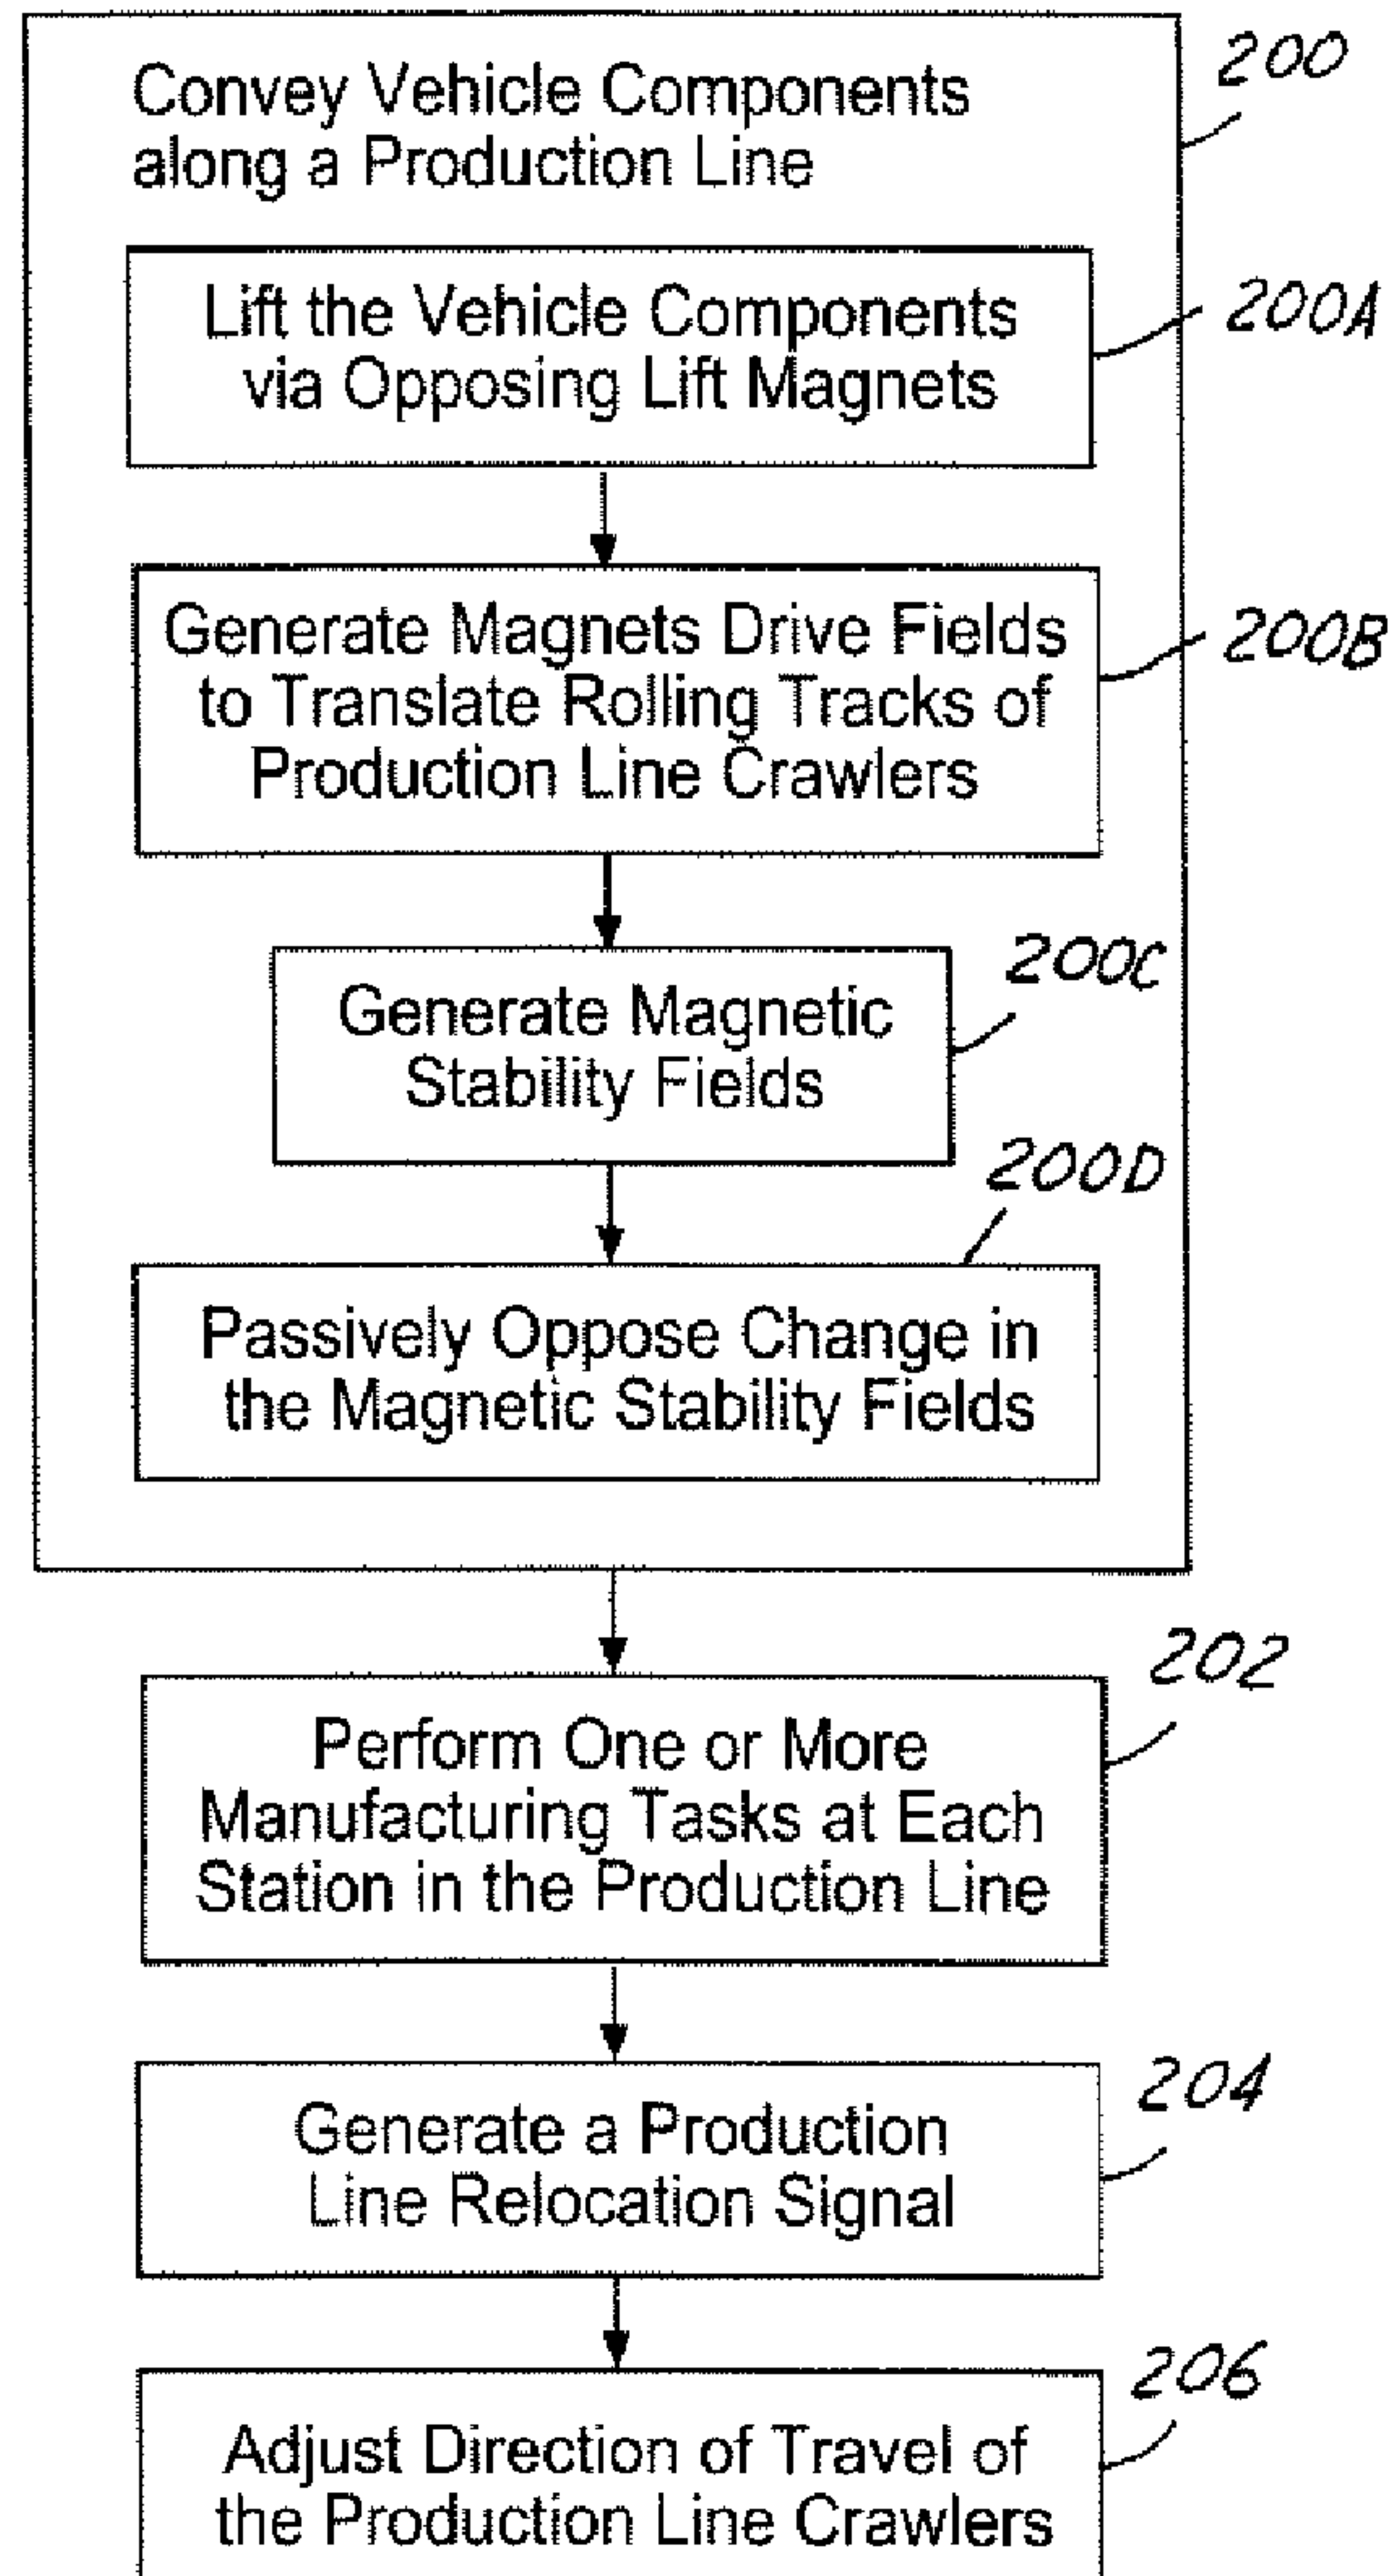 Convey Vehicle Components
along a Production Line
200
Lift the Vehicle Components
via Opposing Lift Magnets
200A
Generate Magnets Drive Fields
to Translate Rolling Tracks of
Production Line Crawlers
200B
Generate Magnetic
Stability Fields
200C
200D
Passively Oppose Change in
the Magnetic Stability Fields
202
Perform One or More
Manufacturing Tasks at Each
Station in the Production Line
204
Generate a Production
Line Relocation Signal
206
Adjust Direction of Travel of
the Production Line Crawlers